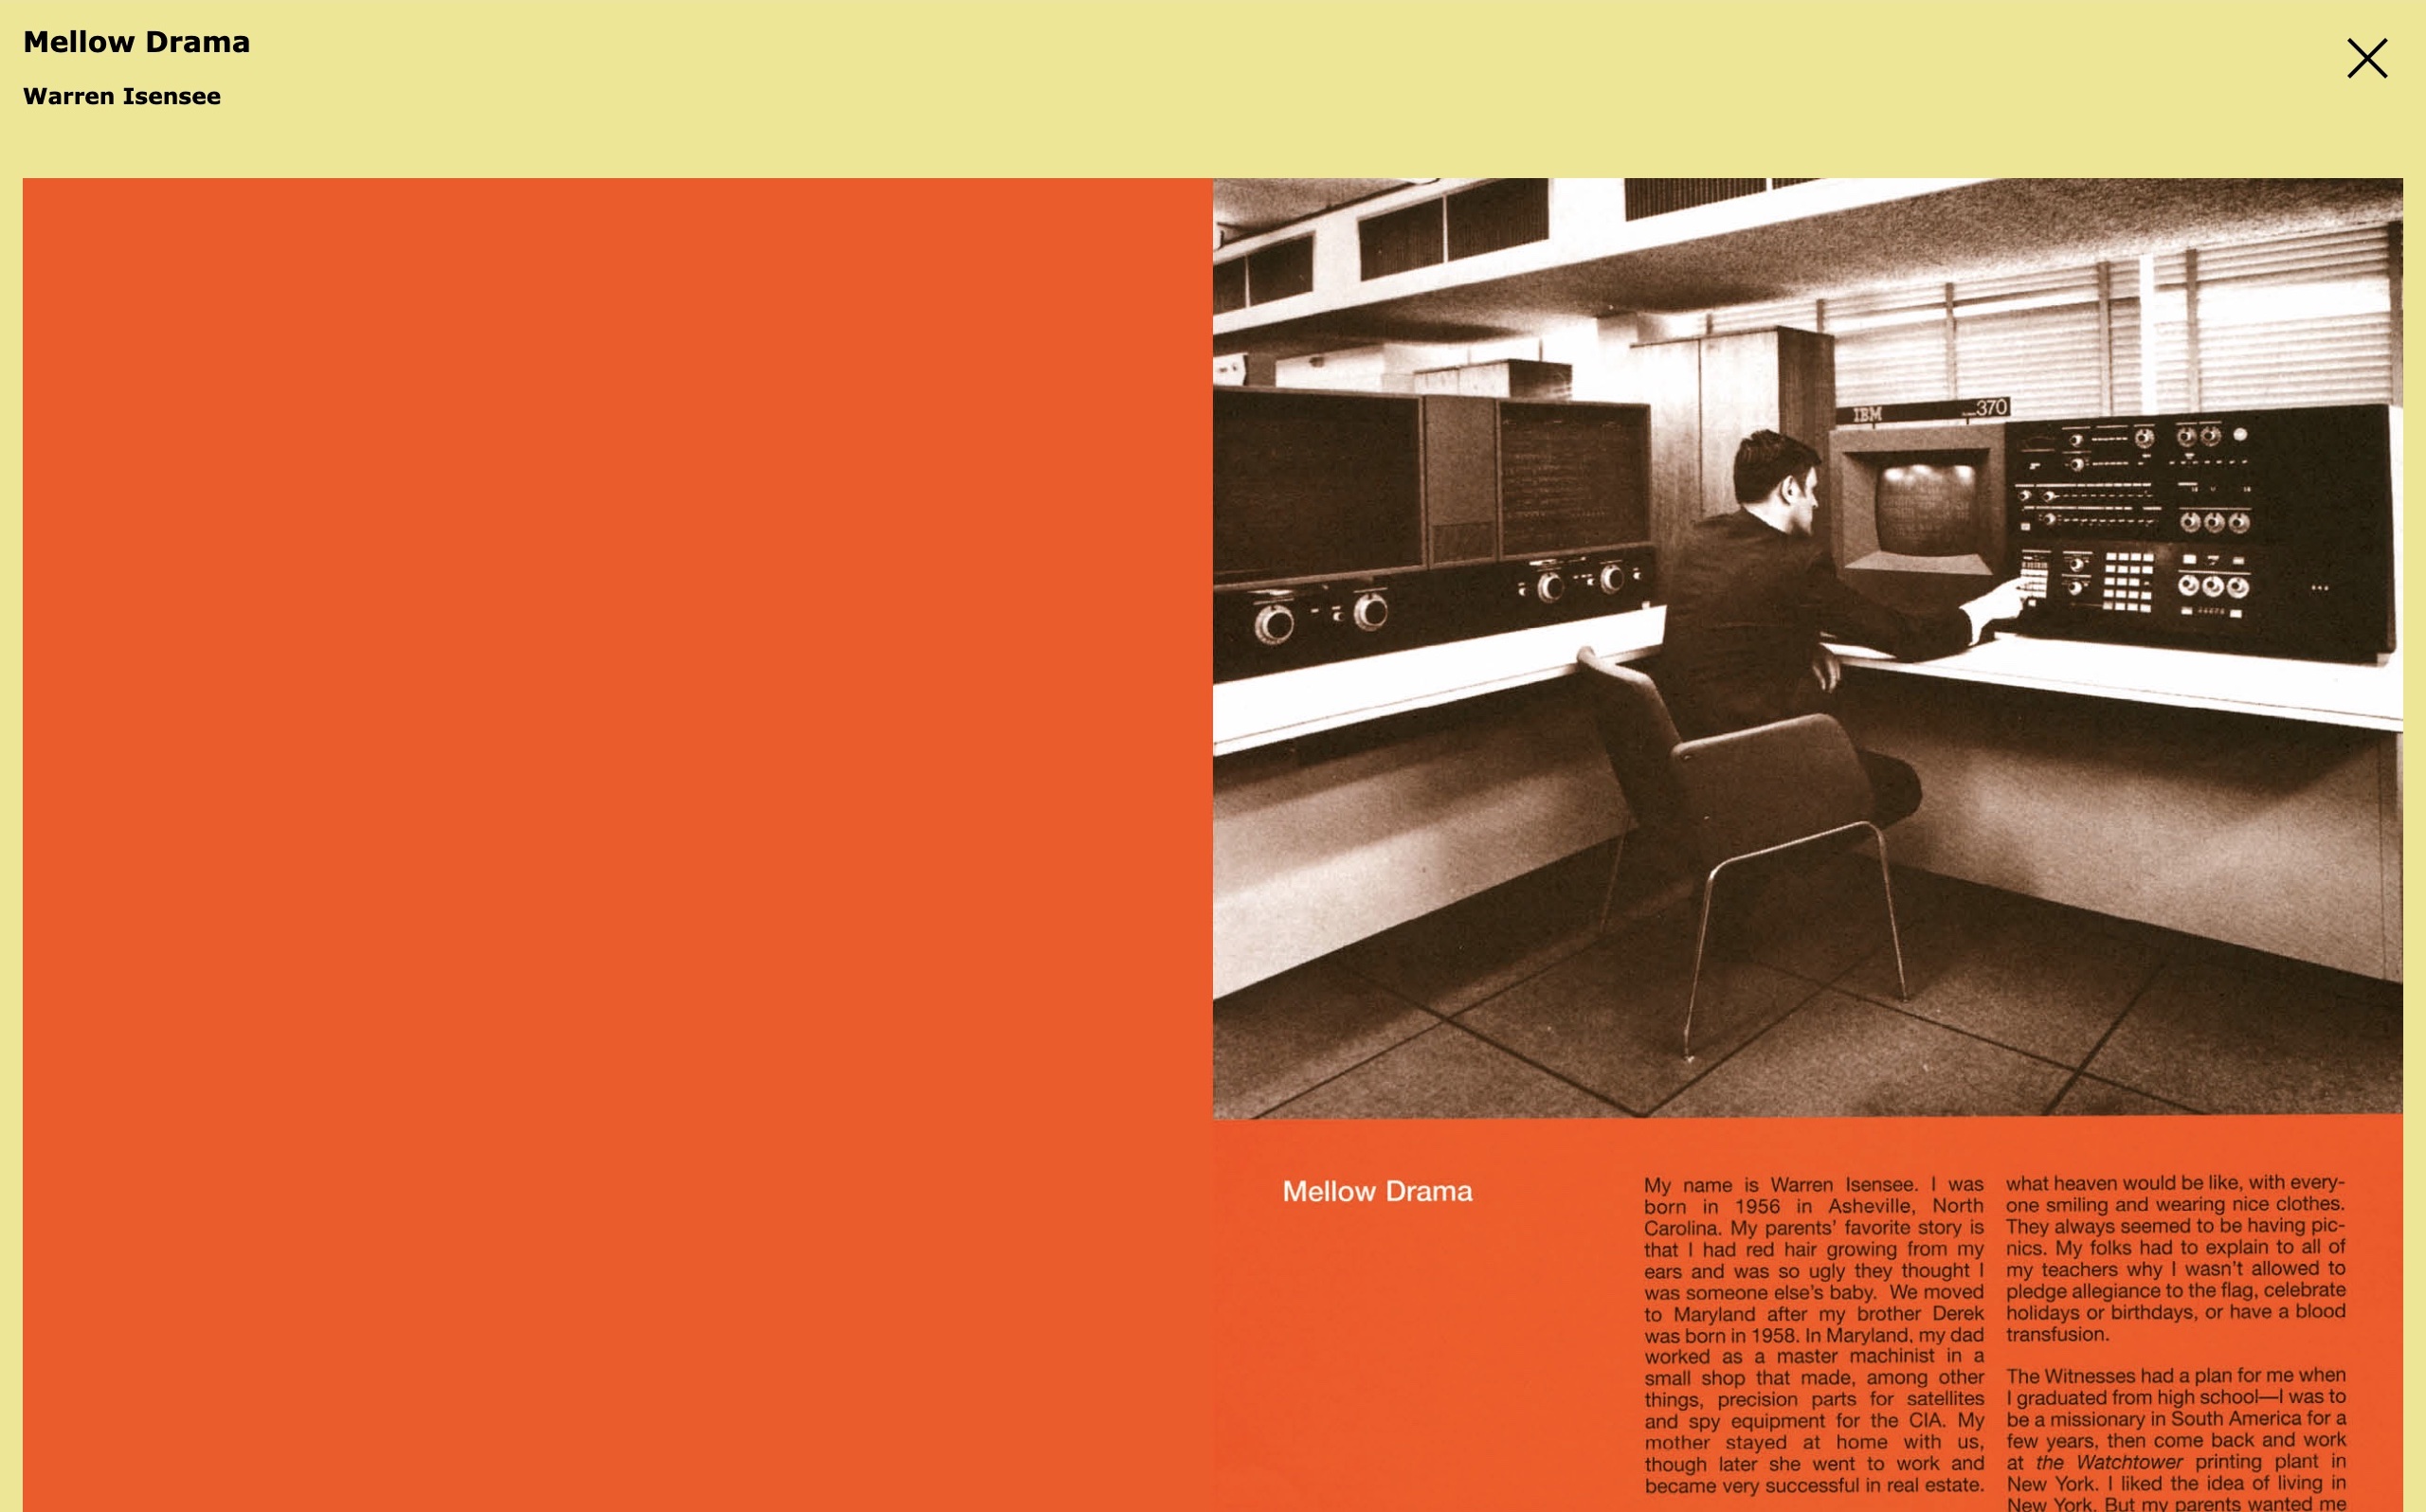 Mellow Drama
Warren Isensee
IBM
370
Mellow Drama
My name is Warren Isensee. I was
born in 1956 in Asheville, North
Carolina. My parents' favorite story is
that I had red hair growing from my
ears and was so ugly they thought I
was someone else's baby. We moved
to Maryland after my brother Derek
was born in 1958. In Maryland, my dad
worked as a master machinist in a
small shop that made, among other
things, precision parts for satellites
and spy equipment for the CIA. My
mother stayed at home with us,
though later she went to work and
became very successful in real estate.
what heaven would be like, with every-
one smiling and wearing nice clothes.
They always seemed to be having pic-
nics. My folks had to explain to all of
my teachers why I wasn't allowed to
pledge allegiance to the flag, celebrate
holidays or birthdays, or have a blood
transfusion.
The Witnesses had a plan for me when
I graduated from high school—I was to
be a missionary in South America for a
few years, then come back and work
at the Watchtower printing plant in
New York. I liked the idea of living in
New York. But my parents wanted me